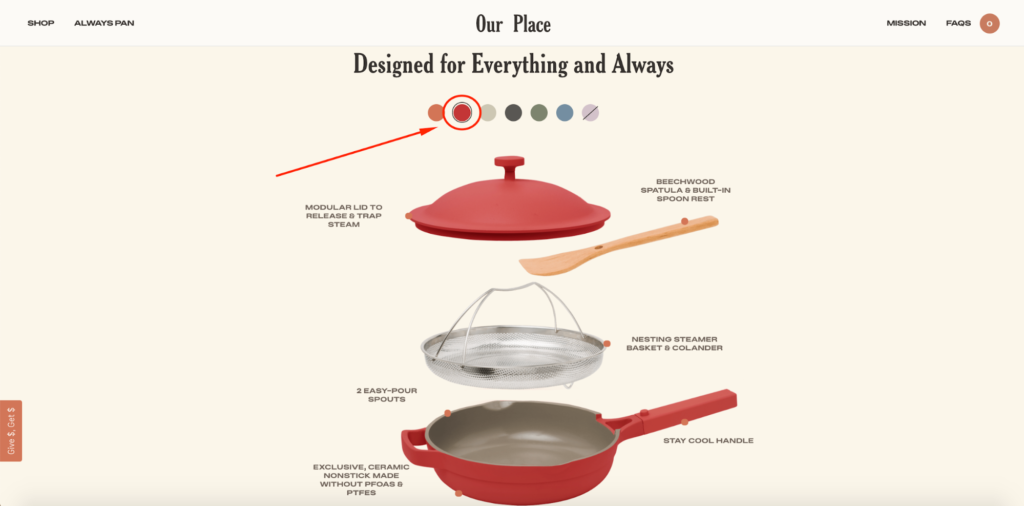 SHOP
ALWAYS PAN
Our Place
MISSION
FAQS
0
Designed for Everything and Always
MODULAR LID TO
RELEASE & TRAP
STEAM
BEECHWOOD
SPATULA & BUILT-IN
SPOON REST
NESTING STEAMER
BASKET & COLANDER
2 EASY-POUR
SPOUTS
STAY COOL HANDLE
EXCLUSIVE, CERAMIC
NONSTICK MADE
WITHOUT PFOAS &
PTFES
Give $, Get $